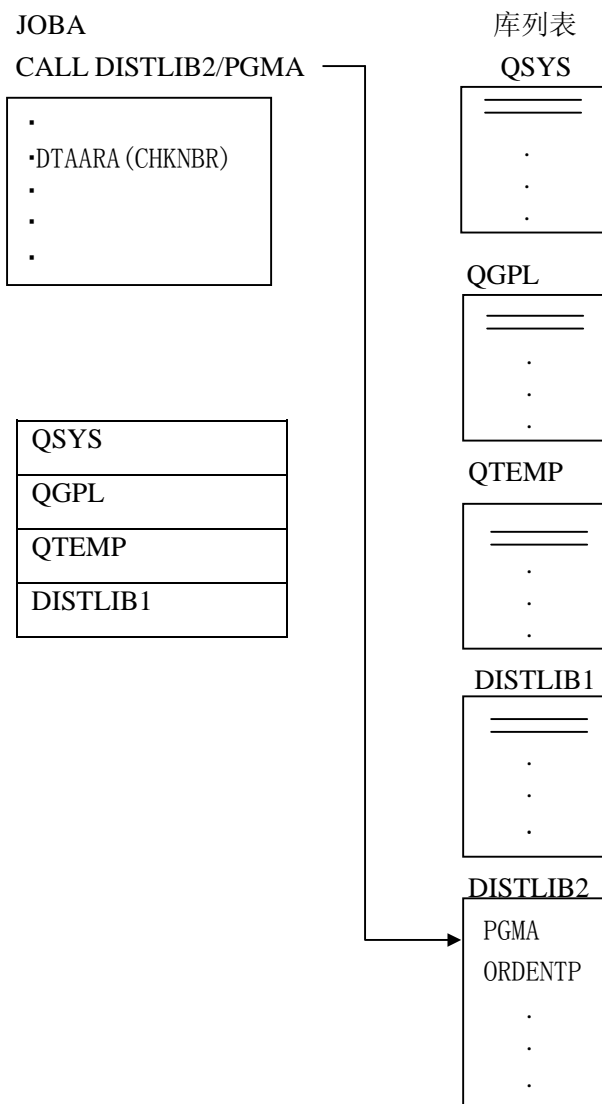 JOBA
CALL DISTLIB2/PGMA
.
.DTAARA(CHKNBR)
.
.
.
QSYS
QGPL
QTEMP
DISTLIB1
库列表
QSYS
.
.
.
QGPL
.
.
.
QTEMP
.
.
.
DISTLIB1
.
.
.
DISTLIB2
PGMA
ORDENTP
.
.
.